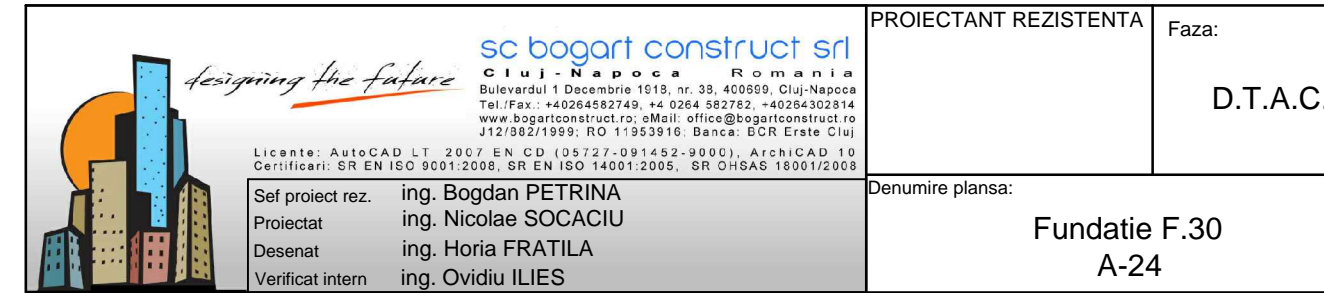 designing the future
sc bogart construct srl
Cluj-Napoca Romania
Bulevardul 1 Decembrie 1918, nr. 38, 400699, Cluj-Napoca
Tel./Fax.: +40264582749, +4 0264 582782, +40264302814
www.bogartconstruct.ro; eMail: office@bogartconstruct.ro
J12/882/1999; RO 11953916; Banca: BCR Erste Cluj
Licente: AutoCAD LT 2007 EN CD (05727-091452-9000), ArchiCAD 10
Certificari: SR EN ISO 9001:2008, SR EN ISO 14001:2005, SR OHSAS 18001/2008
Sef proiect rez. ing. Bogdan PETRINA
Proiectat ing. Nicolae SOCACIU
Desenat ing. Horia FRATILA
Verificat intern ing. Ovidiu ILIES
PROIECTANT REZISTENTA
Faza:
D.T.A.C.
Denumire plansa:
Fundatie F.30
A-24